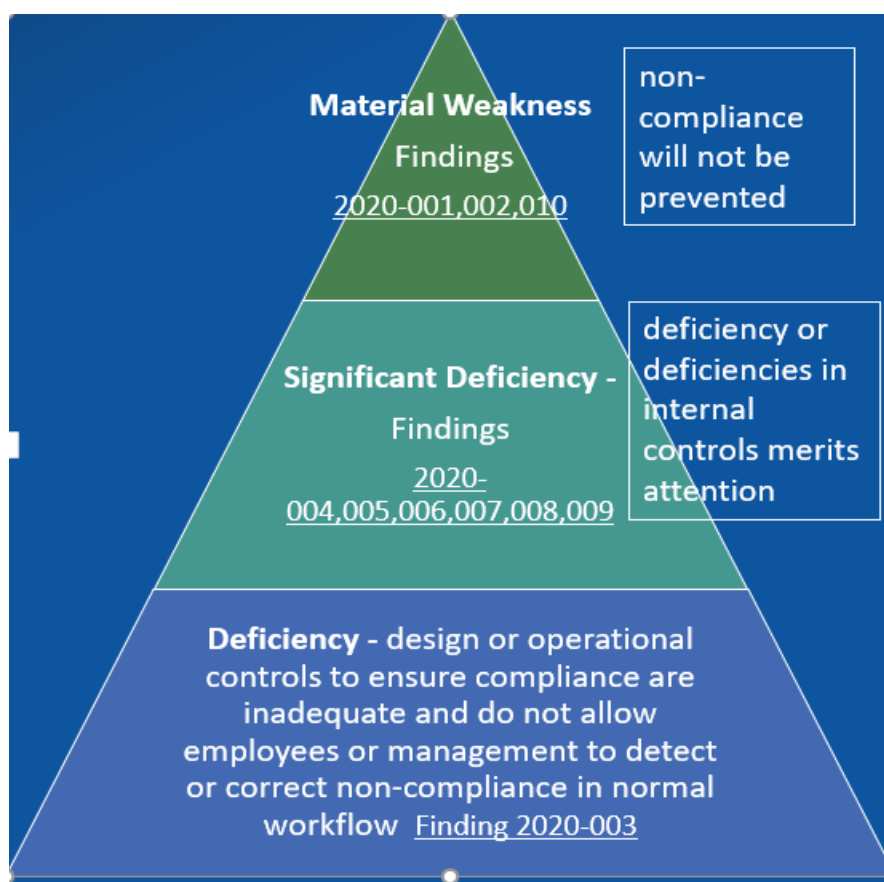 Material Weakness
Findings
2020-001,002,010
non-
compliance
will not be
prevented
Significant Deficiency -
Findings
2020-
004,005,006,007,008,009
deficiency or
deficiencies in
internal
controls merits
attention
Deficiency - design or operational
controls to ensure compliance are
inadequate and do not allow
employees or management to detect
or correct non-compliance in normal
workflow Finding 2020-003